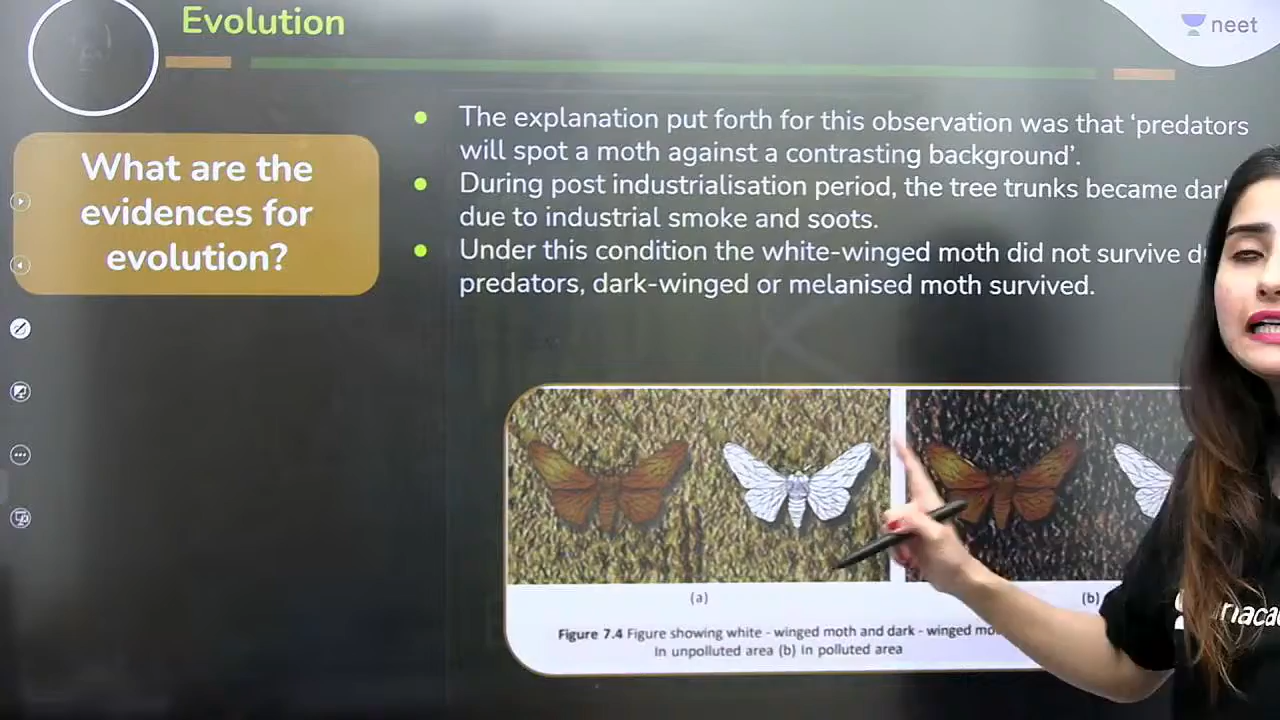 Evolution
neet
What are the
evidences for
evolution?
The explanation put forth for this observation was that ‘predators
will spot a moth against a contrasting background’.
During post industrialisation period, the tree trunks became
due to industrial smoke and soots.
Under this condition the white-winged moth did not survive
predators, dark-winged or melanised moth survived.
(a)
(b)
Figure 7.4 Figure showing white - winged moth and dark - winged
In unpolluted area (b) In polluted area